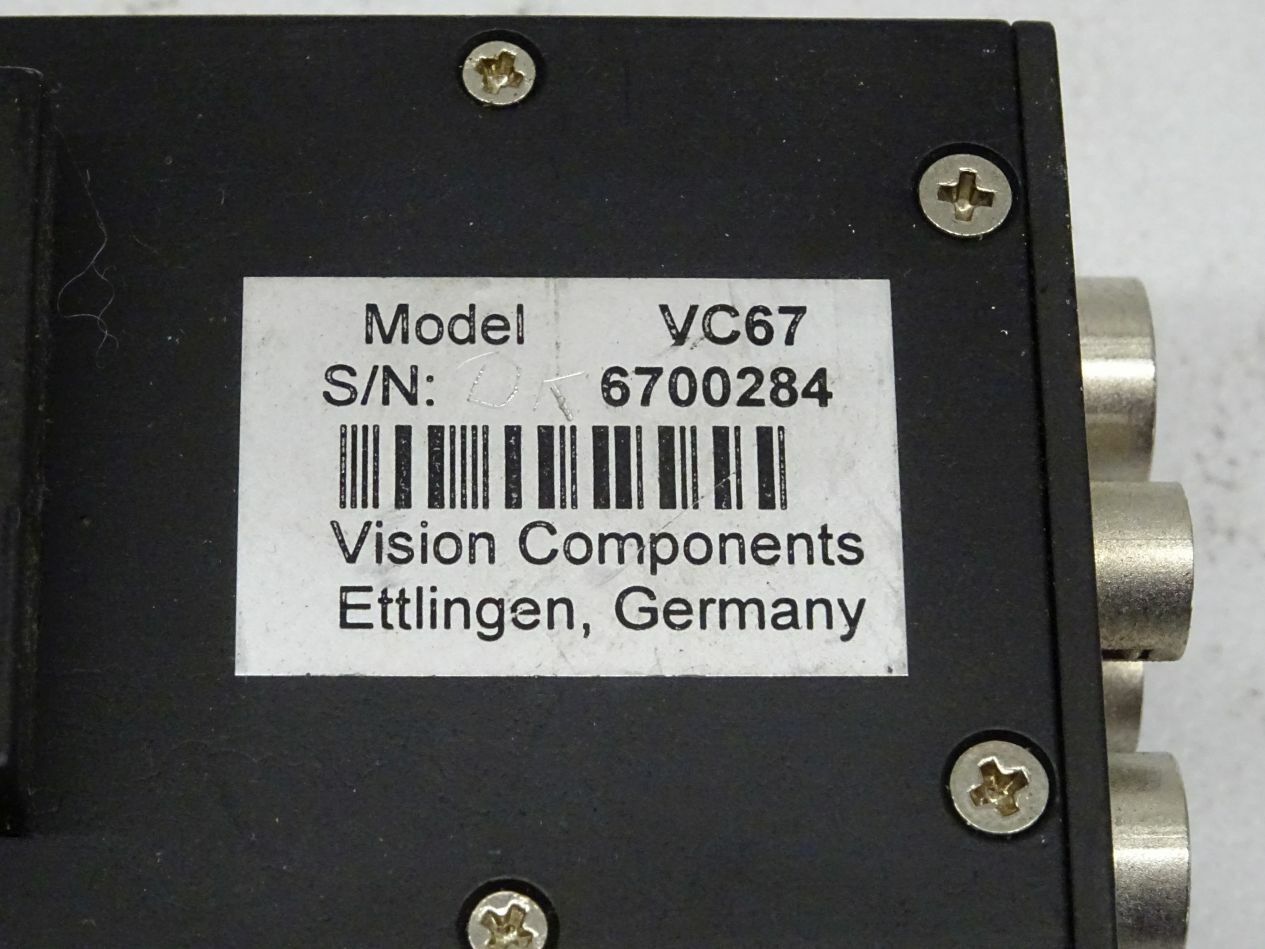 Model VC67
S/N: 6700284
Vision Components
Ettlingen, Germany